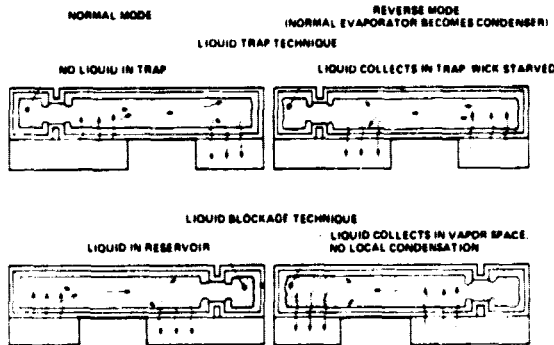 NORMAL MODE
REVERSE MODE
(NORMAL EVAPORATOR BECOMES CONDENSER)
LIQUID TRAP TECHNIQUE
NO LIQUID IN TRAP
LIQUID COLLECTS IN TRAP WICK STARVED
LIQUID BLOCKAGE TECHNIQUE
LIQUID IN RESERVOIR
LIQUID COLLECTS IN VAPOR SPACE.
NO LOCAL CONDENSATION